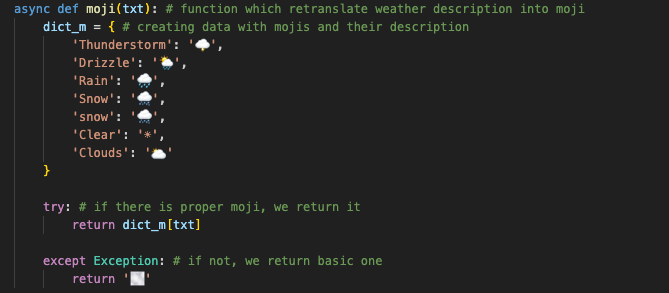 async def moji(txt): # function which retranslate weather description into moji
dict_m = { # creating data with mojis and their description
'Thunderstorm': '🌩️',
'Drizzle': '🌦️',
'Rain': '🌧️',
'Snow': '🌨️',
'snow': '🌨️',
'Clear': '☀',
'Clouds': '🌥️'
}
try: # if there is proper moji, we return it
return dict_m[txt]
except Exception: # if not, we return basic one
return '🌫️'